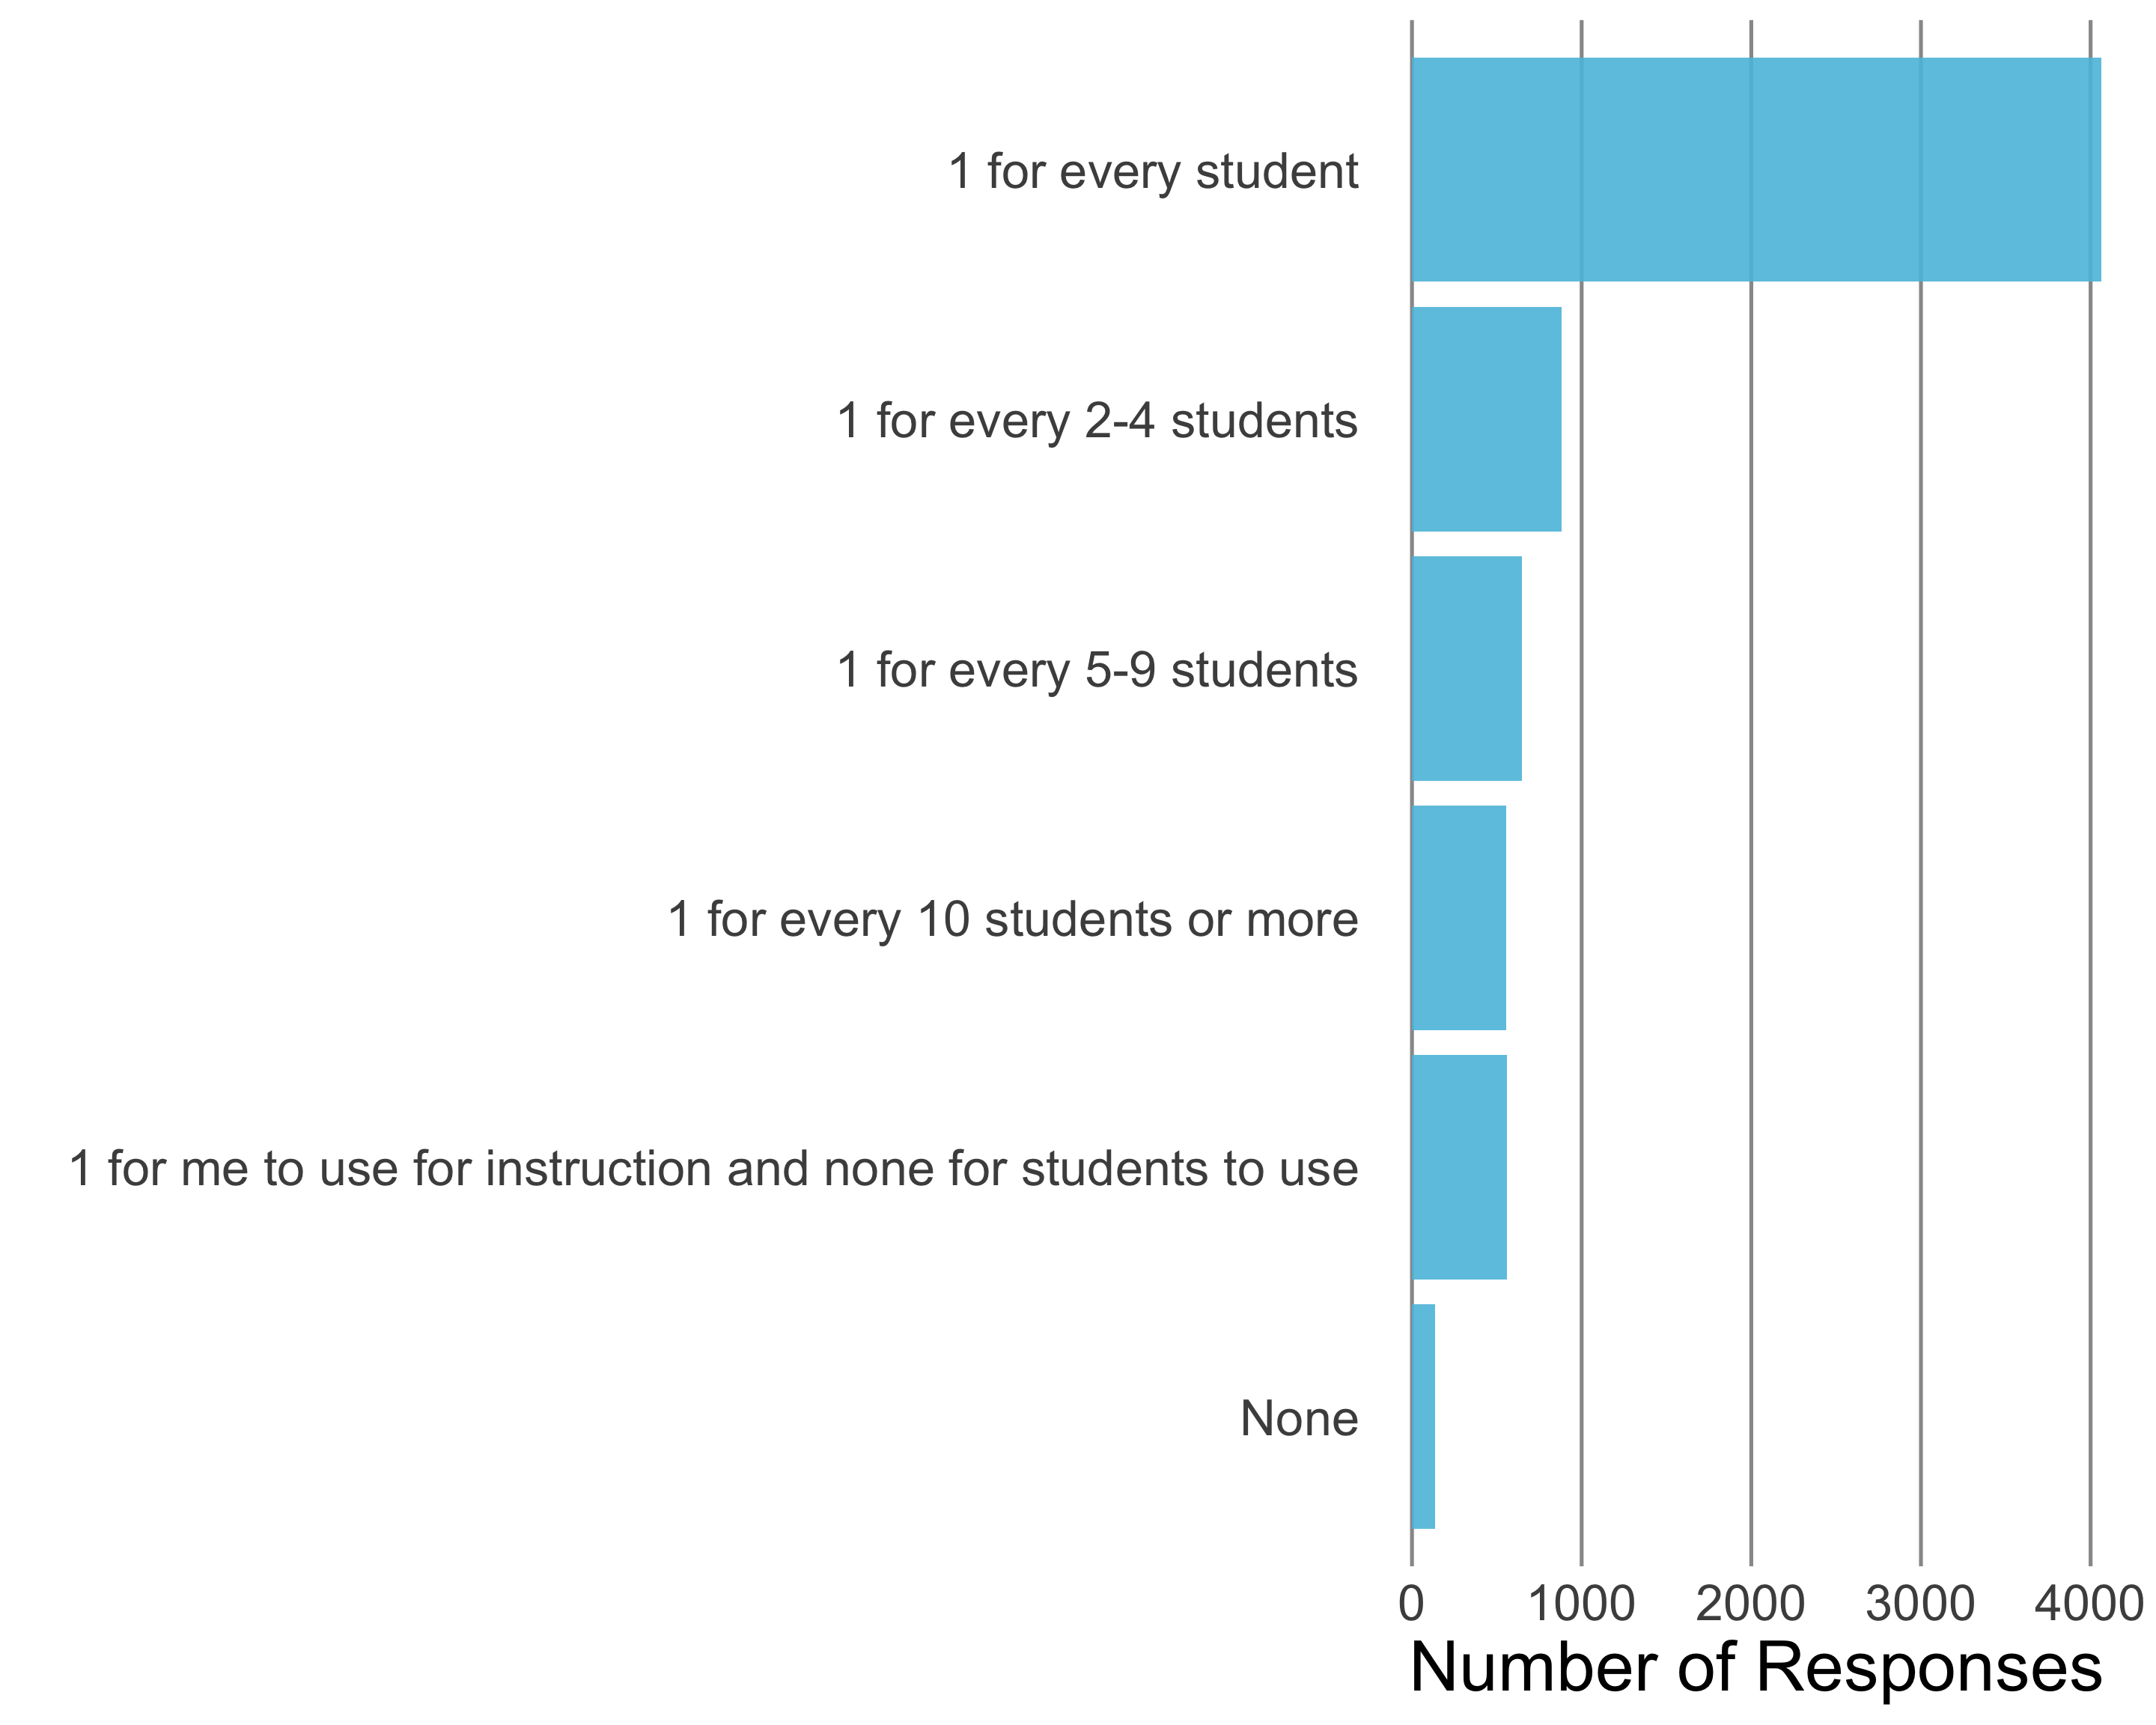 1 for every student
1 for every 2-4 students
1 for every 5-9 students
1 for every 10 students or more
1 for me to use for instruction and none for students to use
None
0 1000 2000 3000 4000
Number of Responses